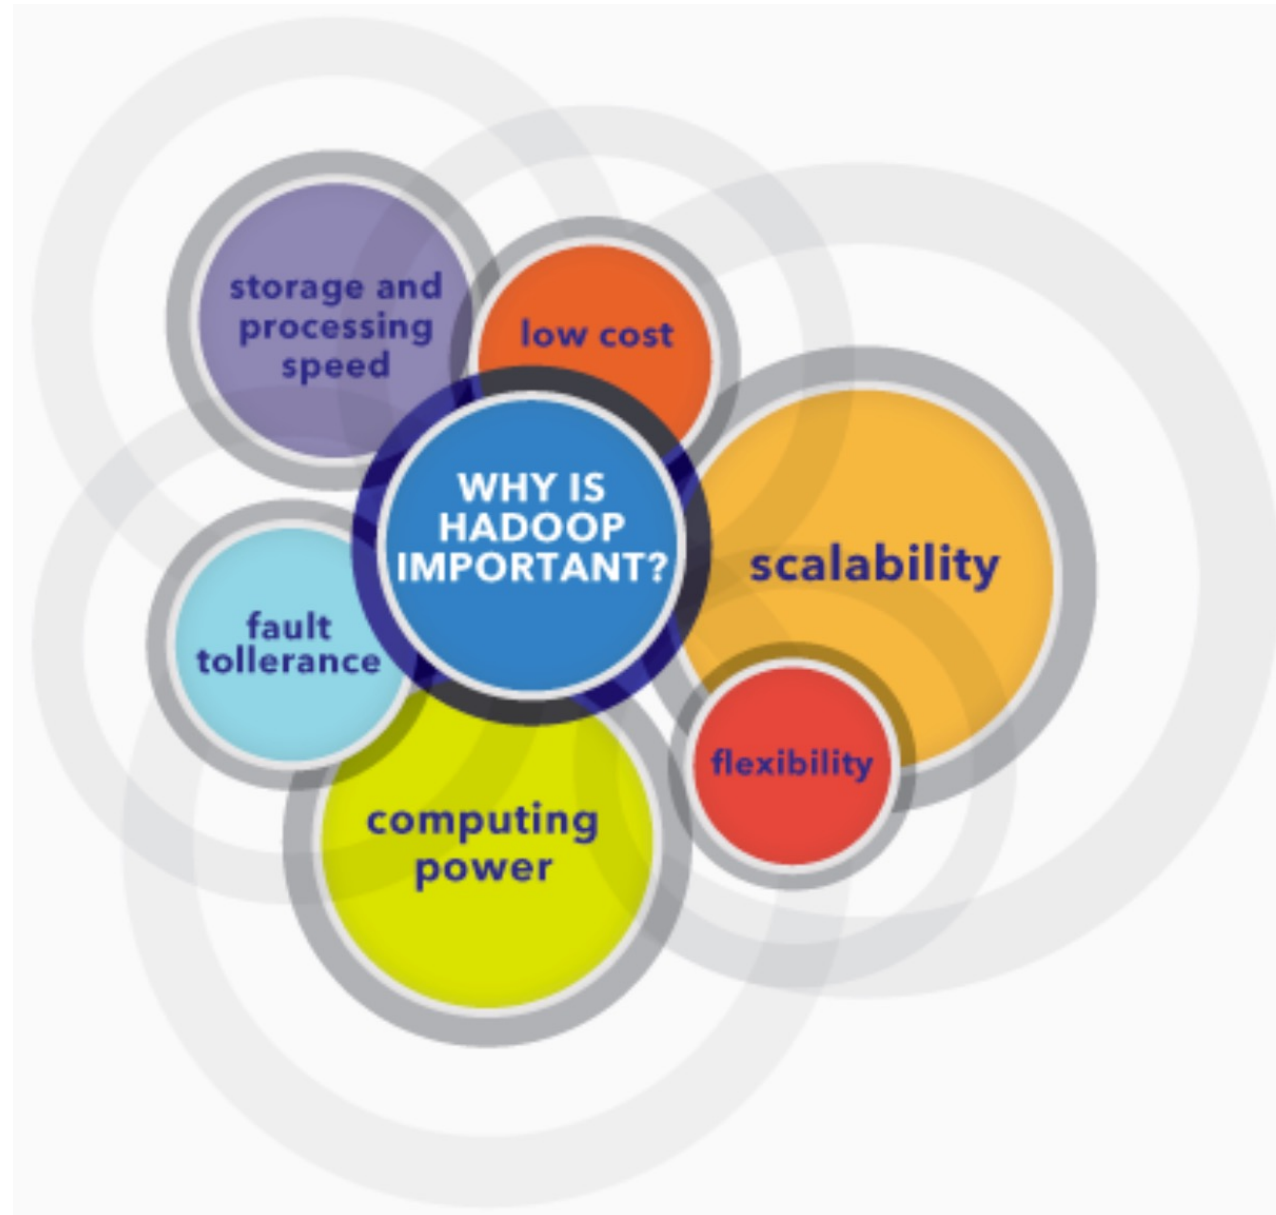 storage and
processing
speed
low cost
WHY IS
HADOOP
IMPORTANT?
scalability
fault
tollerance
flexibility
computing
power